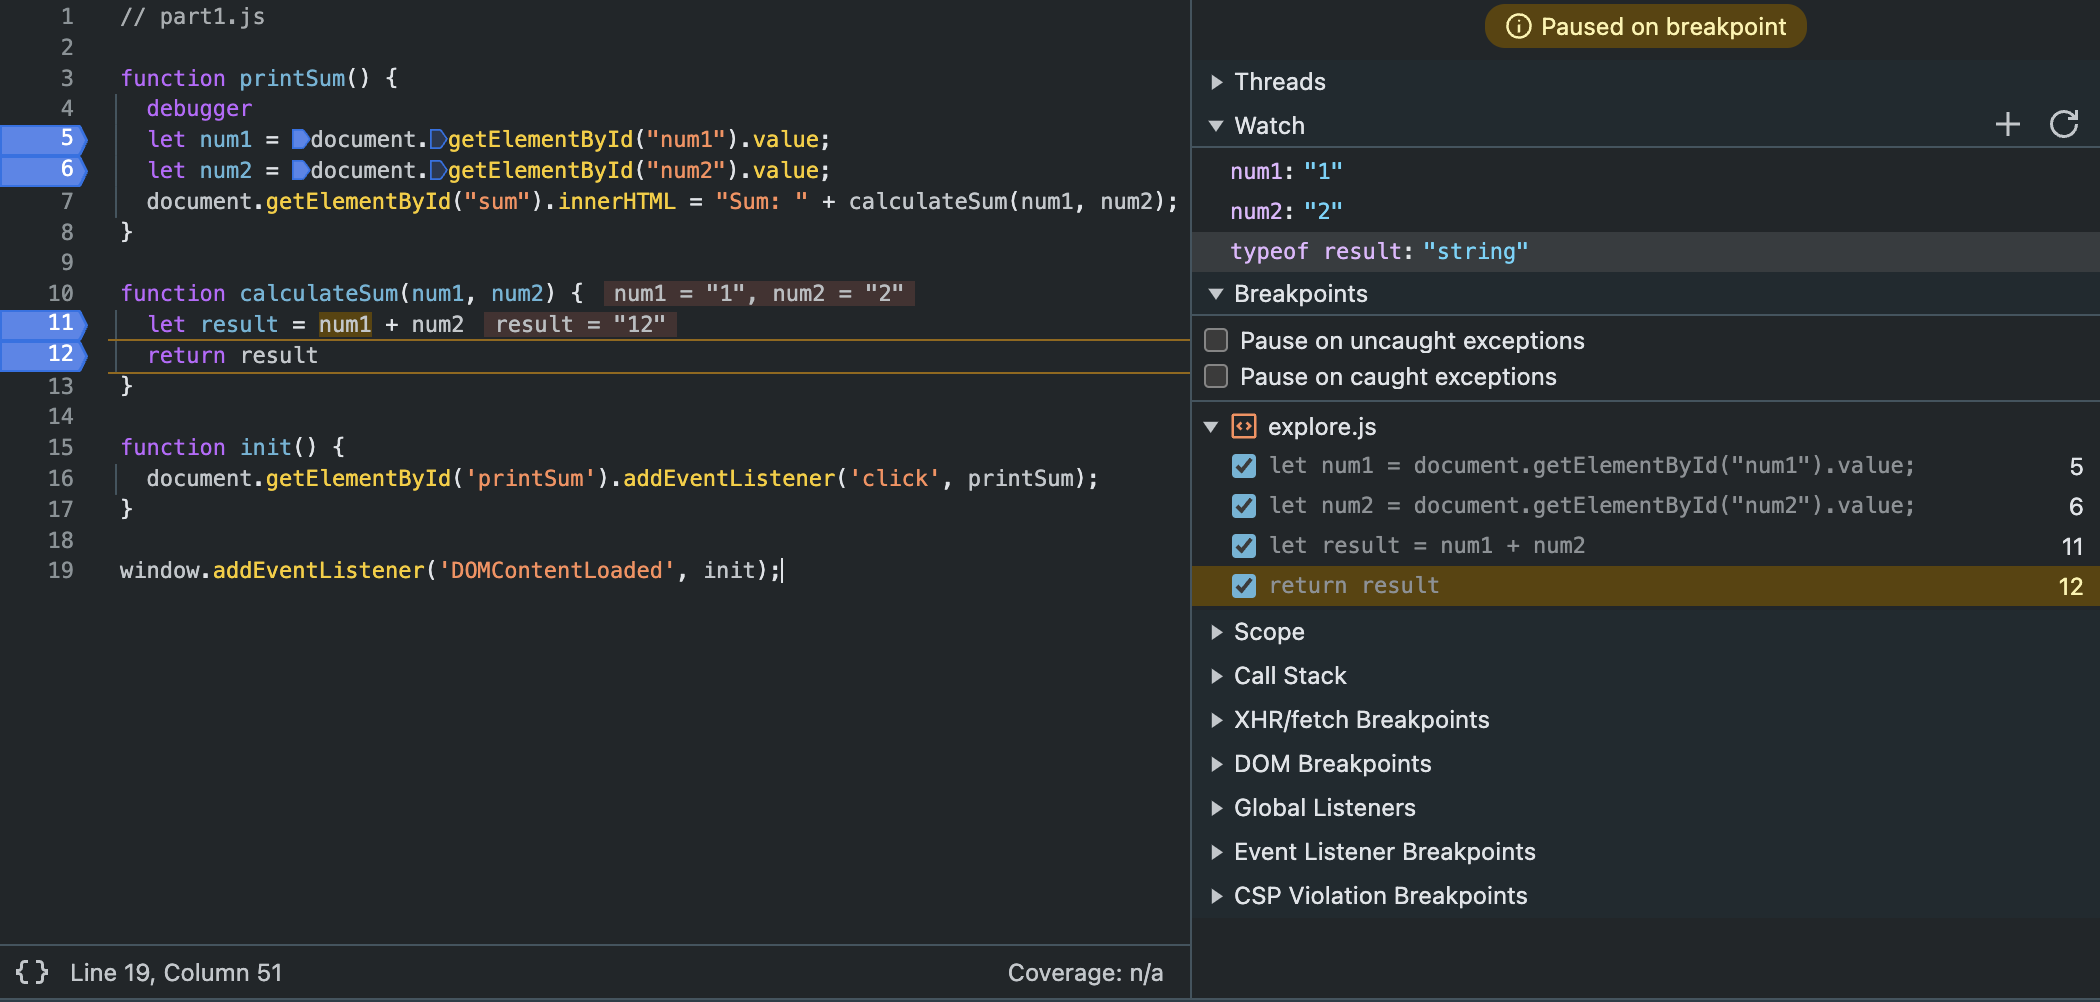 1 // part1.js
2
3 function printSum() {
4 debugger
5 let num1 = document.getElementById("num1").value;
6 let num2 = document.getElementById("num2").value;
7 document.getElementById("sum").innerHTML = "Sum: " + calculateSum(num1, num2);
8 }
9
10 function calculateSum(num1, num2) { num1 = "1", num2 = "2"
11 let result = num1 + num2 result = "12"
12 return result
13 }
14
15 function init() {
16 document.getElementById('printSum').addEventListener('click', printSum);
17 }
18
19 window.addEventListener('DOMContentLoaded', init);
{} Line 19, Column 51
Coverage: n/a
Paused on breakpoint
Threads
Watch
num1: "1"
num2: "2"
typeof result: "string"
Breakpoints
Pause on uncaught exceptions
Pause on caught exceptions
explore.js
let num1 = document.getElementById("num1").value; 5
let num2 = document.getElementById("num2").value; 6
let result = num1 + num2 11
return result 12
Scope
Call Stack
XHR/fetch Breakpoints
DOM Breakpoints
Global Listeners
Event Listener Breakpoints
CSP Violation Breakpoints